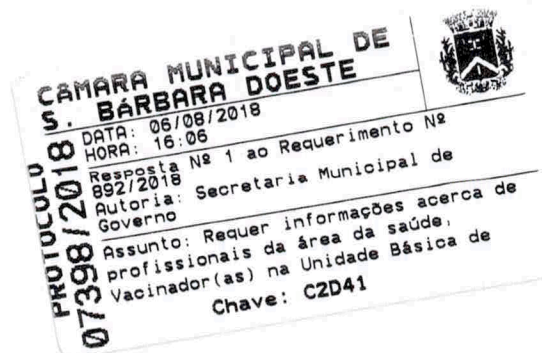 CÂMARA MUNICIPAL DE
S. BÁRBARA DOESTE
DATA: 06/08/2018
HORA: 16:06
Resposta Nº 1 ao Requerimento Nº
892/2018
Autoria: Secretaria Municipal de
Governo
Assunto: Requer informações acerca de
profissionais da área da saúde,
Vacinador(as) na Unidade Básica de
Chave: C2D41
PROTOCOLO
07398/2018